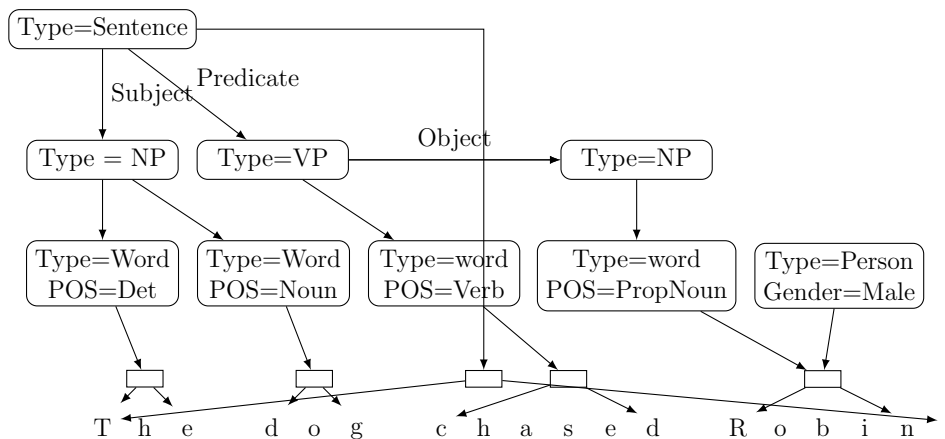 Type=Sentence
Subject
Predicate
Type = NP
Type=VP
Object
Type=NP
Type=Word
POS=Det
Type=Word
POS=Noun
Type=word
POS=Verb
Type=word
POS=PropNoun
Type=Person
Gender=Male
T h e d o g c h a s e d R o b i n